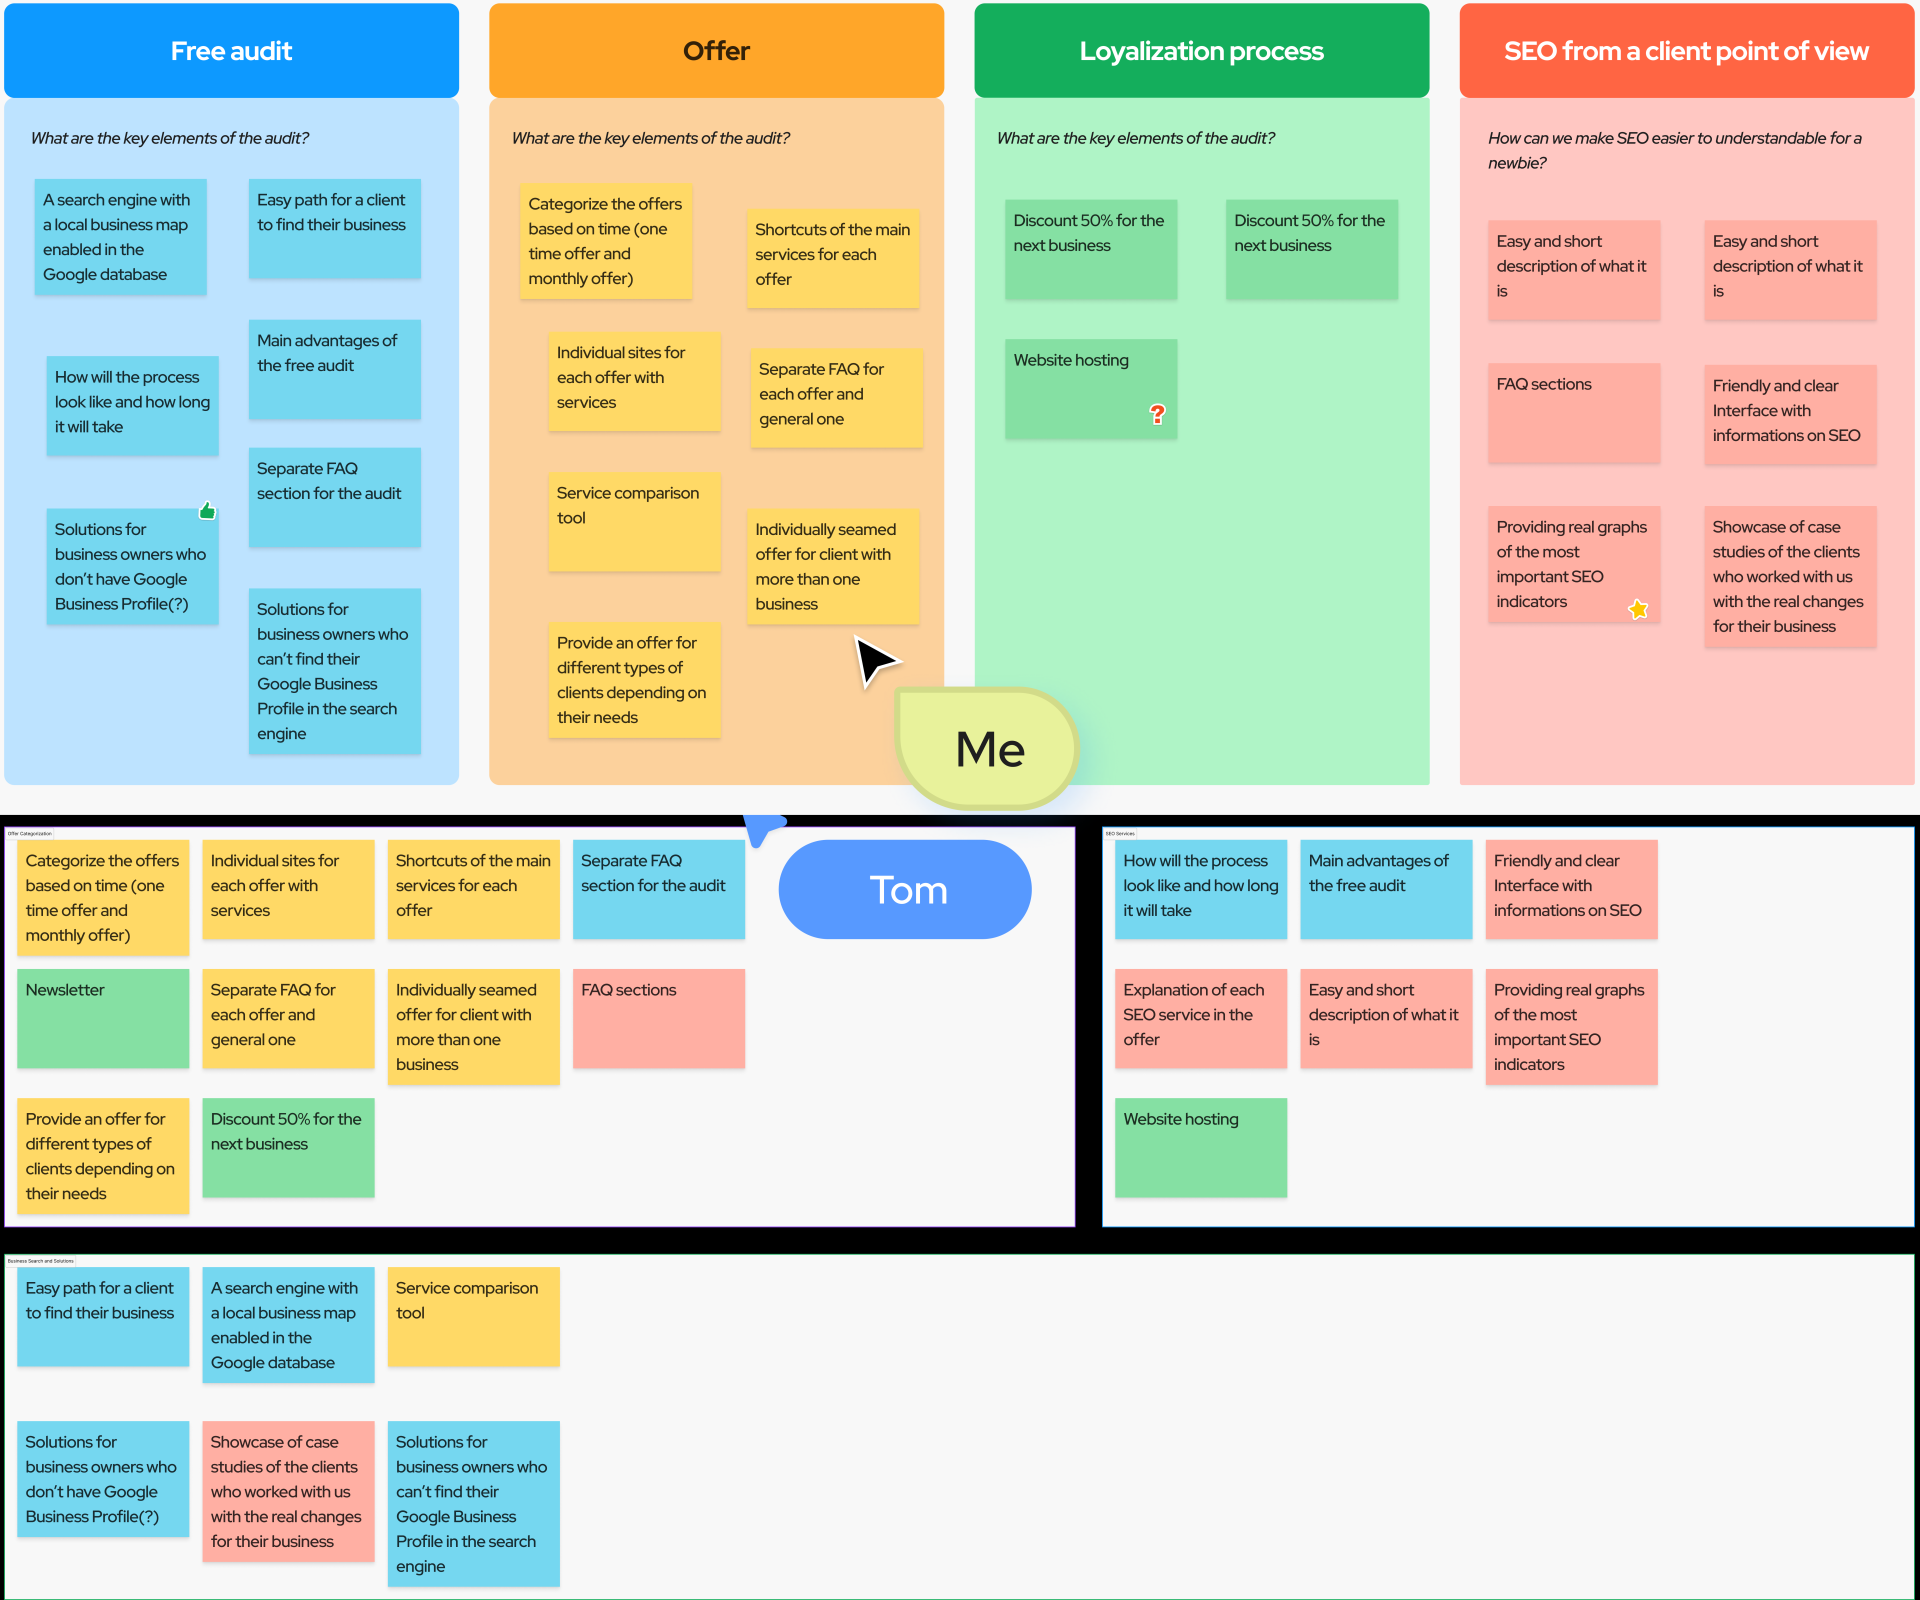 Free audit
What are the key elements of the audit?
A search engine with
a local business map
enabled in the
Google database
Easy path for a client
to find their business
Main advantages of
the free audit
How will the process
look like and how long
it will take
Separate FAQ
section for the audit
Solutions for
business owners who
don't have Google
Business Profile(?)
Solutions for
business owners who
can't find their
Google Business
Profile in the search
engine
Offer
What are the key elements of the audit?
Categorize the offers
based on time (one
time offer and
monthly offer)
Shortcuts of the main
services for each
offer
Individual sites for
each offer with
services
Separate FAQ for
each offer and
general one
Service comparison
tool
Individually seamed
offer for client with
more than one
business
Provide an offer for
different types of
clients depending on
their needs
Me
Loyalization process
What are the key elements of the audit?
Discount 50% for the
next business
Discount 50% for the
next business
Website hosting
?
SEO from a client point of view
How can we make SEO easier to understandable for a
newbie?
Easy and short
description of what it
is
Easy and short
description of what it
is
FAQ sections
Friendly and clear
Interface with
informations on SEO
Providing real graphs
of the most
important SEO
indicators
Showcase of case
studies of the clients
who worked with us
with the real changes
for their business
Offer Categorization
Categorize the offers
based on time (one
time offer and
monthly offer)
Individual sites for
each offer with
services
Shortcuts of the main
services for each
offer
Separate FAQ
section for the audit
Tom
Newsletter
Separate FAQ for
each offer and
general one
Individually seamed
offer for client with
more than one
business
FAQ sections
Provide an offer for
different types of
clients depending on
their needs
Discount 50% for the
next business
SEO Services
How will the process
look like and how long
it will take
Main advantages of
the free audit
Friendly and clear
Interface with
informations on SEO
Explanation of each
SEO service in the
offer
Easy and short
description of what it
is
Providing real graphs
of the most
important SEO
indicators
Website hosting
Business Search and Solutions
Easy path for a client
to find their business
A search engine with
a local business map
enabled in the
Google database
Service comparison
tool
Solutions for
business owners who
don't have Google
Business Profile(?)
Showcase of case
studies of the clients
who worked with us
with the real changes
for their business
Solutions for
business owners who
can't find their
Google Business
Profile in the search
engine